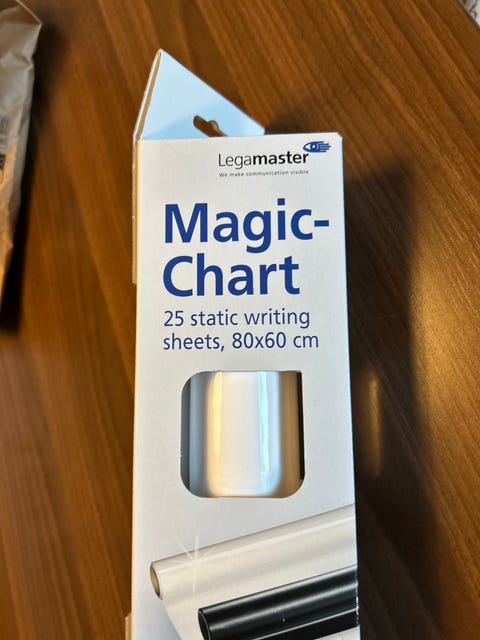 Legamaster
We make communication visible
Magic-
Chart
25 static writing
sheets, 80x60 cm